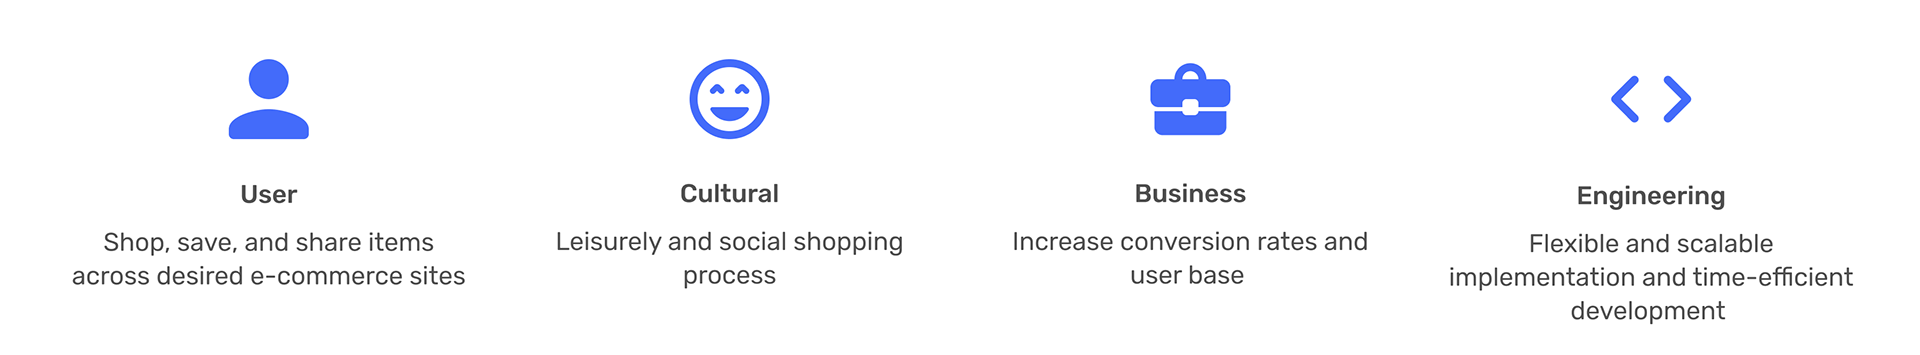 User
Shop, save, and share items
across desired e-commerce sites
Cultural
Leisurely and social shopping
process
Business
Increase conversion rates and
user base
Engineering
Flexible and scalable
implementation and time-efficient
development